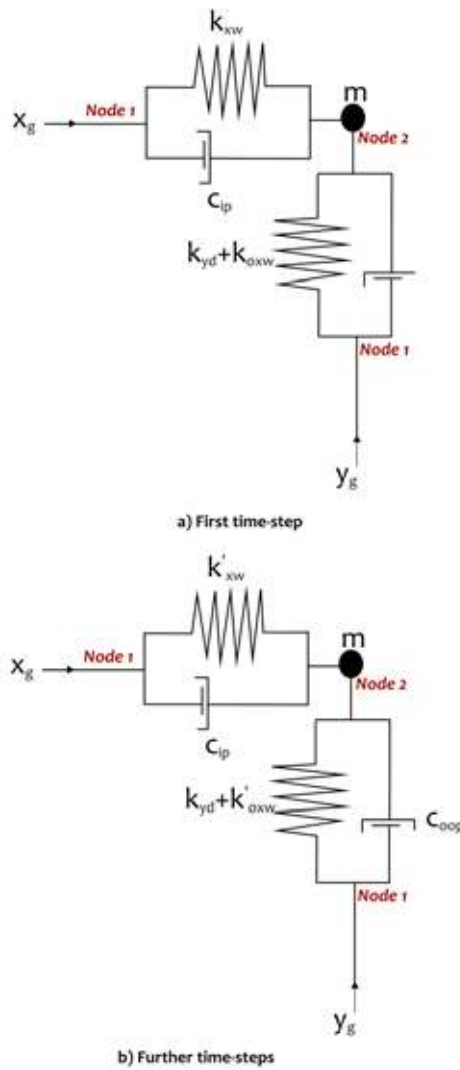 kxw
m
Node 1
xg
Node 2
cip
kyd+koxw
Node 1
yg
a) First time-step
k'xw
m
Node 1
xg
Node 2
cip
kyd+k'oxw
coop
Node 1
yg
b) Further time-steps